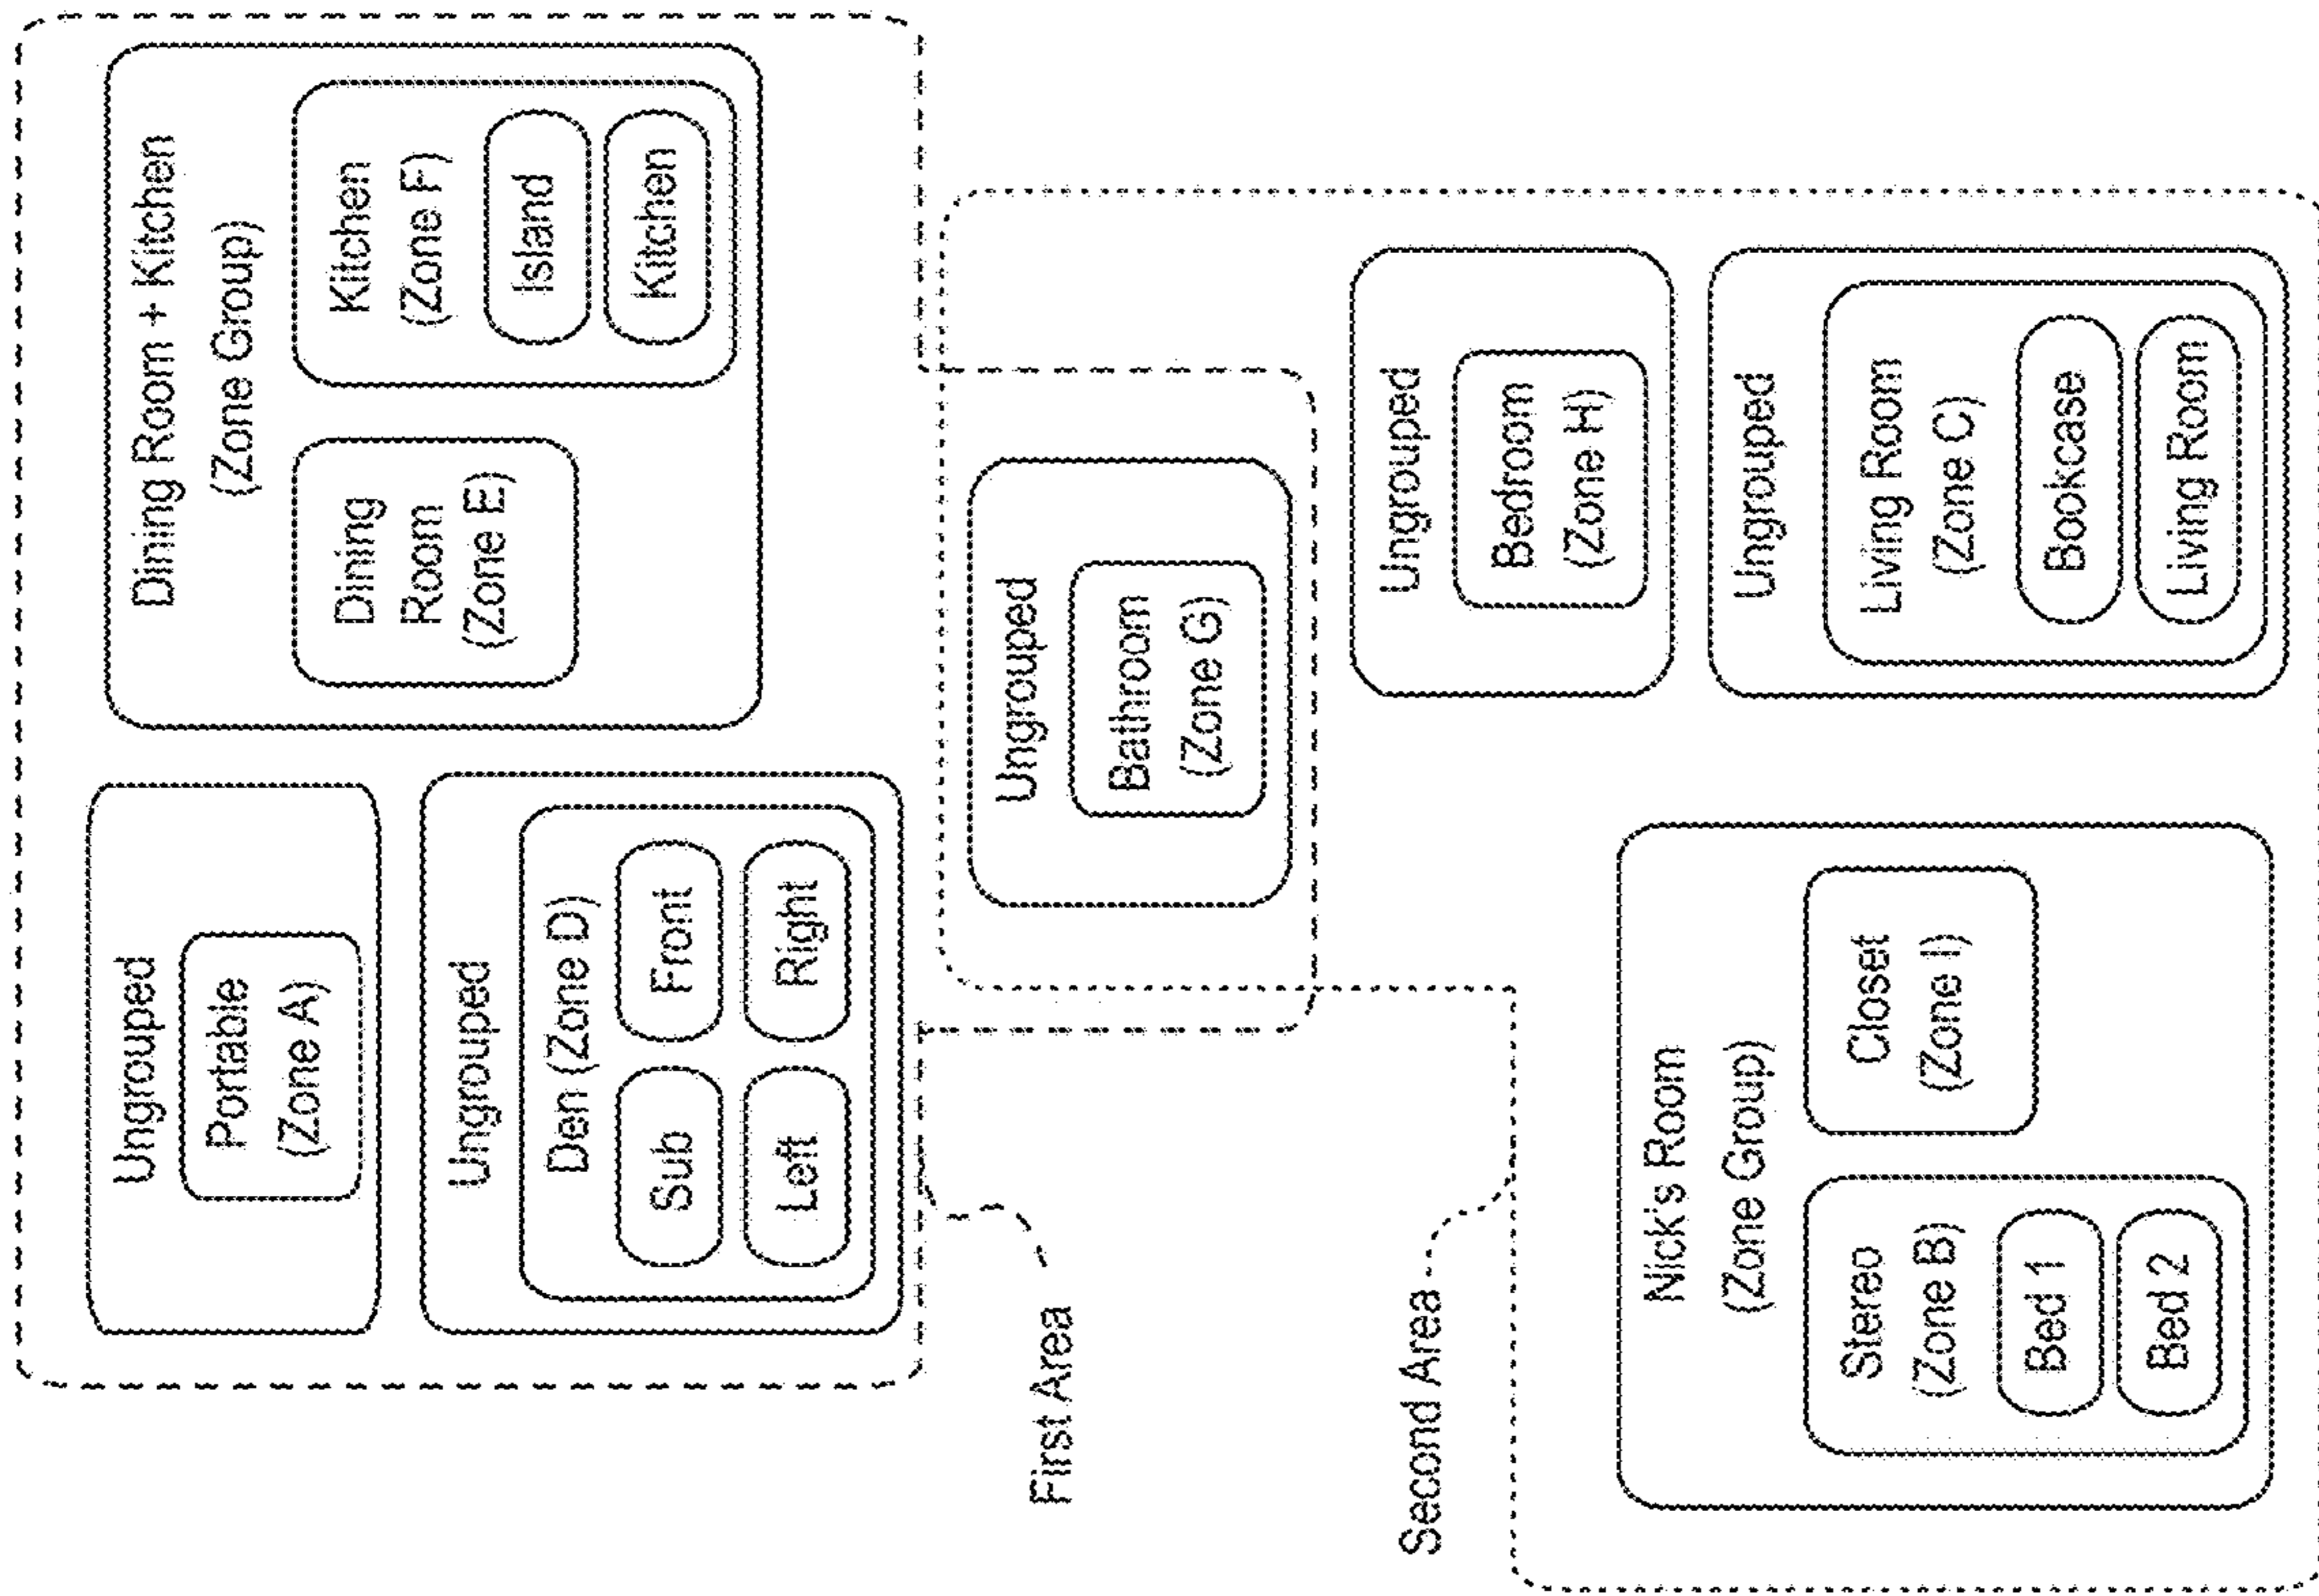 Ungrouped
Portable
(Zone A)
Ungrouped
Den (Zone D)
Sub
Front
Left
Right
Dining Room + Kitchen
(Zone Group)
Dining
Room
(Zone E)
Kitchen
(Zone F)
Island
Kitchen
First Area
Ungrouped
Bathroom
(Zone G)
Second Area
Ungrouped
Bedroom
(Zone H)
Nick's Room
(Zone Group)
Stereo
(Zone B)
Bed 1
Bed 2
Closet
(Zone I)
Ungrouped
Living Room
(Zone C)
Bookcase
Living Room